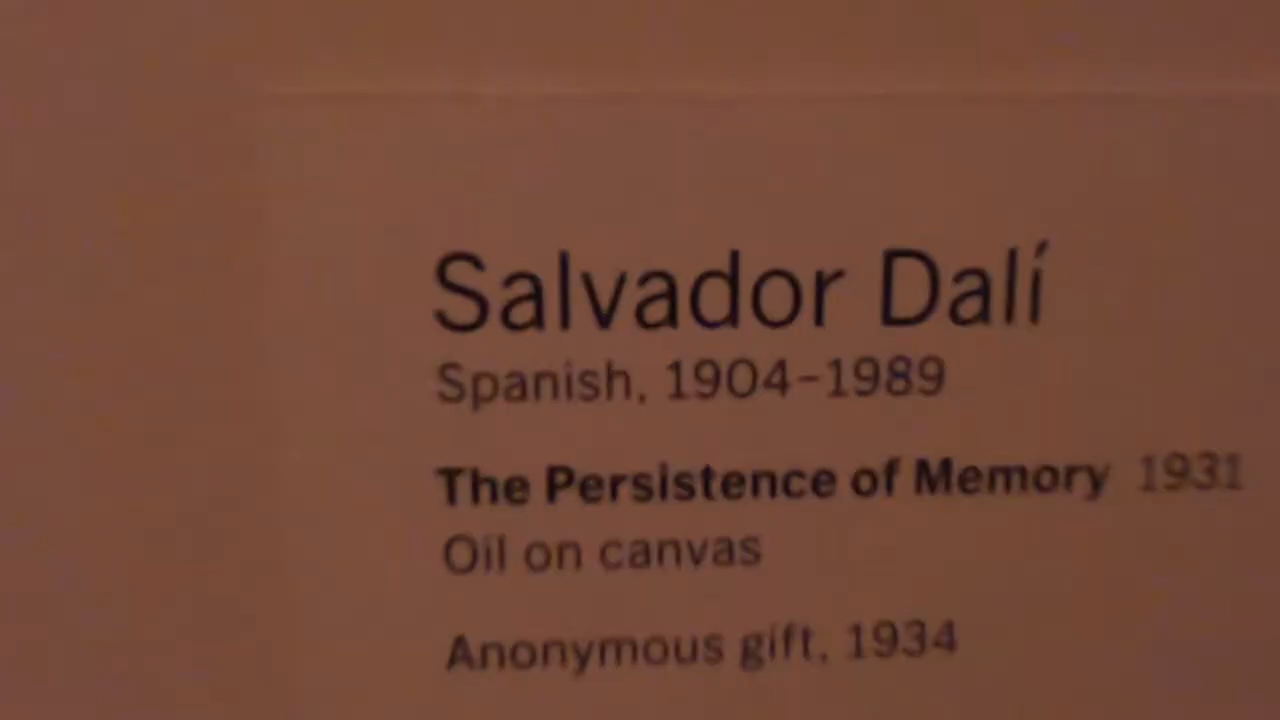 Salvador Dalí
Spanish, 1904–1989
The Persistence of Memory 1931
Oil on canvas
Anonymous gift, 1934